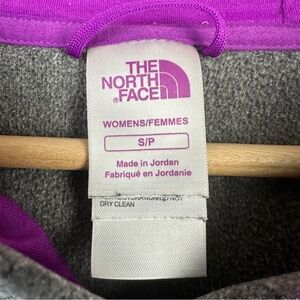 THE
NORTH
FACE
WOMENS/FEMMES
S/P
Made in Jordan
Fabriqué en Jordanie
DRY CLEAN